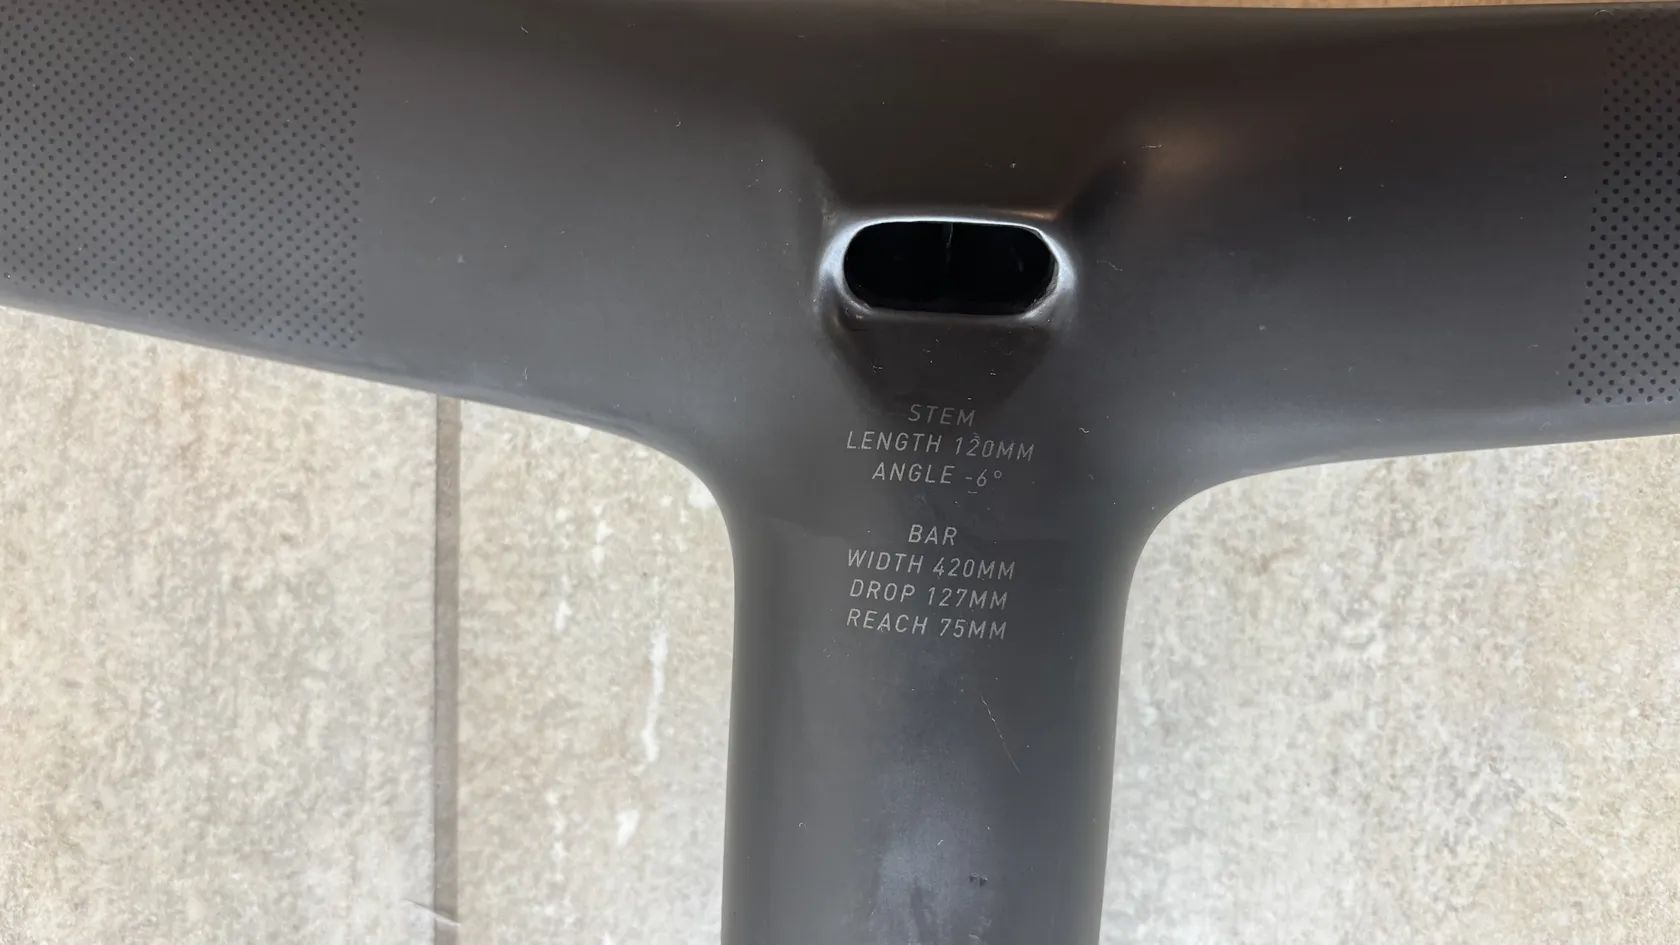 STEM
LENGTH 120MM
ANGLE -6°
BAR
WIDTH 420MM
DROP 127MM
REACH 75MM